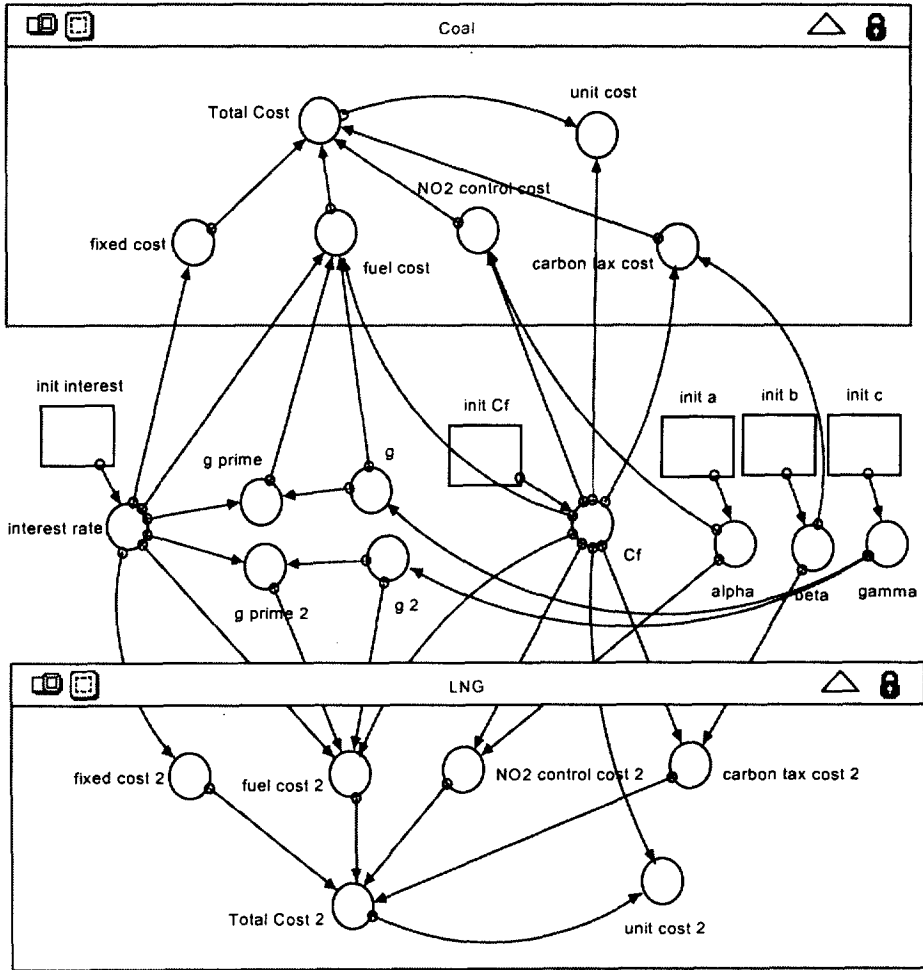 Coal
Total Cost
unit cost
NO2 control cost
fixed cost
fuel cost
carbon tax cost
init interest
init Cf
init a
init b
init c
g prime
g
interest rate
Cf
alpha
beta
gamma
g prime 2
g 2
LNG
fixed cost 2
fuel cost 2
NO2 control cost 2
carbon tax cost 2
Total Cost 2
unit cost 2